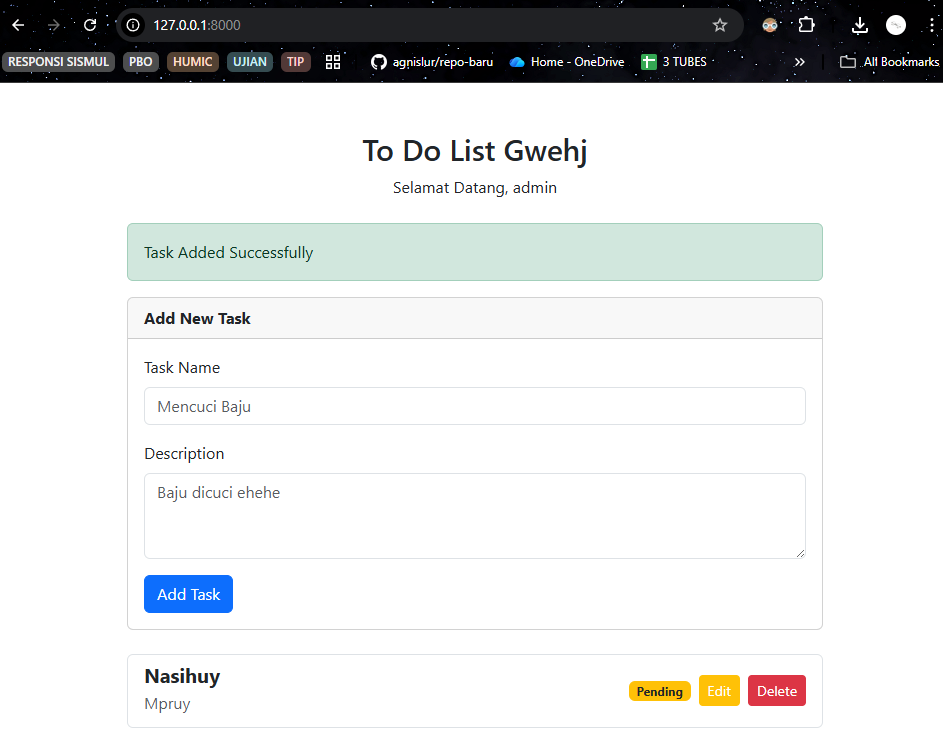 127.0.0.1:8000
RESPONSI SISMUL PBO HUMIC UJIAN TIP agnislur/repo-baru Home - OneDrive 3 TUBES » All Bookmarks
To Do List Gwehj
Selamat Datang, admin
Task Added Successfully
Add New Task
Task Name
Mencuci Baju
Description
Baju dicuci ehehe
Add Task
Nasihuy
Mpruy
Pending Edit Delete